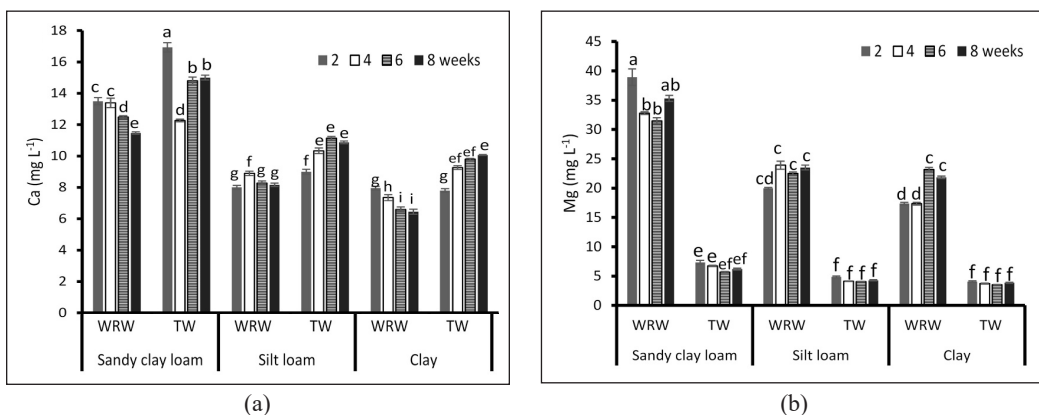 18
16
14
12
10
8
6
4
2
0
Ca (mg L⁻¹)
2 4 6 8 weeks
c c d e
a d b b
g f g g
f e e e
g h i i
g ef ef e
WRW TW WRW TW WRW TW
Sandy clay loam Silt loam Clay
(a)
45
40
35
30
25
20
15
10
5
0
Mg (mg L⁻¹)
2 4 6 8 weeks
a b b ab
e e ef ef
cd c c c
f f f f
d d c c
f f f f
WRW TW WRW TW WRW TW
Sandy clay loam Silt loam Clay
(b)